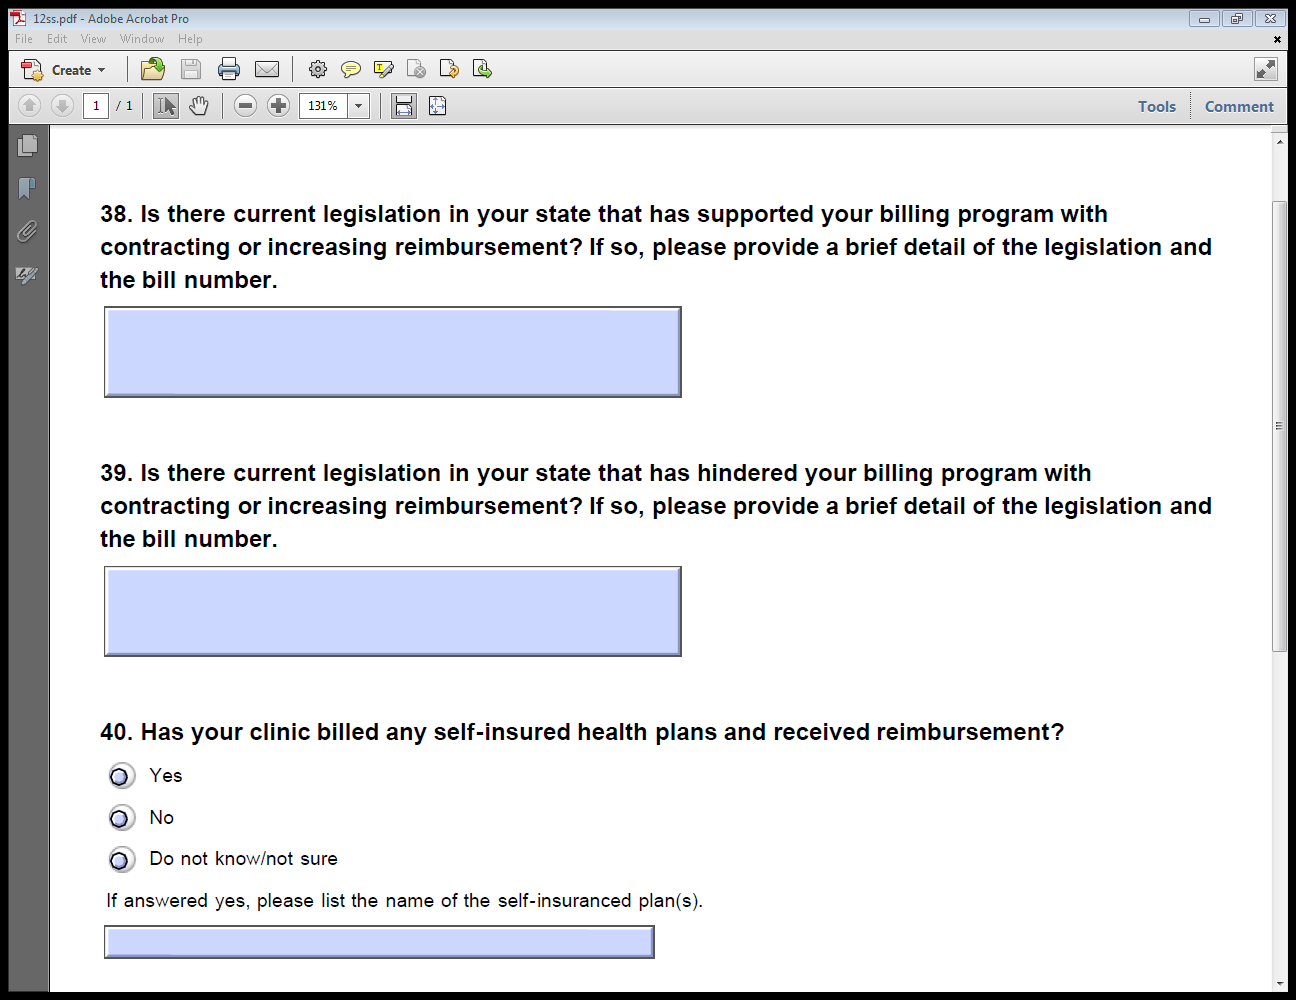 12ss.pdf - Adobe Acrobat Pro
File Edit View Window Help
Create
1 / 1 131% Tools Comment
38. Is there current legislation in your state that has supported your billing program with
contracting or increasing reimbursement? If so, please provide a brief detail of the legislation and
the bill number.
39. Is there current legislation in your state that has hindered your billing program with
contracting or increasing reimbursement? If so, please provide a brief detail of the legislation and
the bill number.
40. Has your clinic billed any self-insured health plans and received reimbursement?
Yes
No
Do not know/not sure
If answered yes, please list the name of the self-insuranced plan(s).